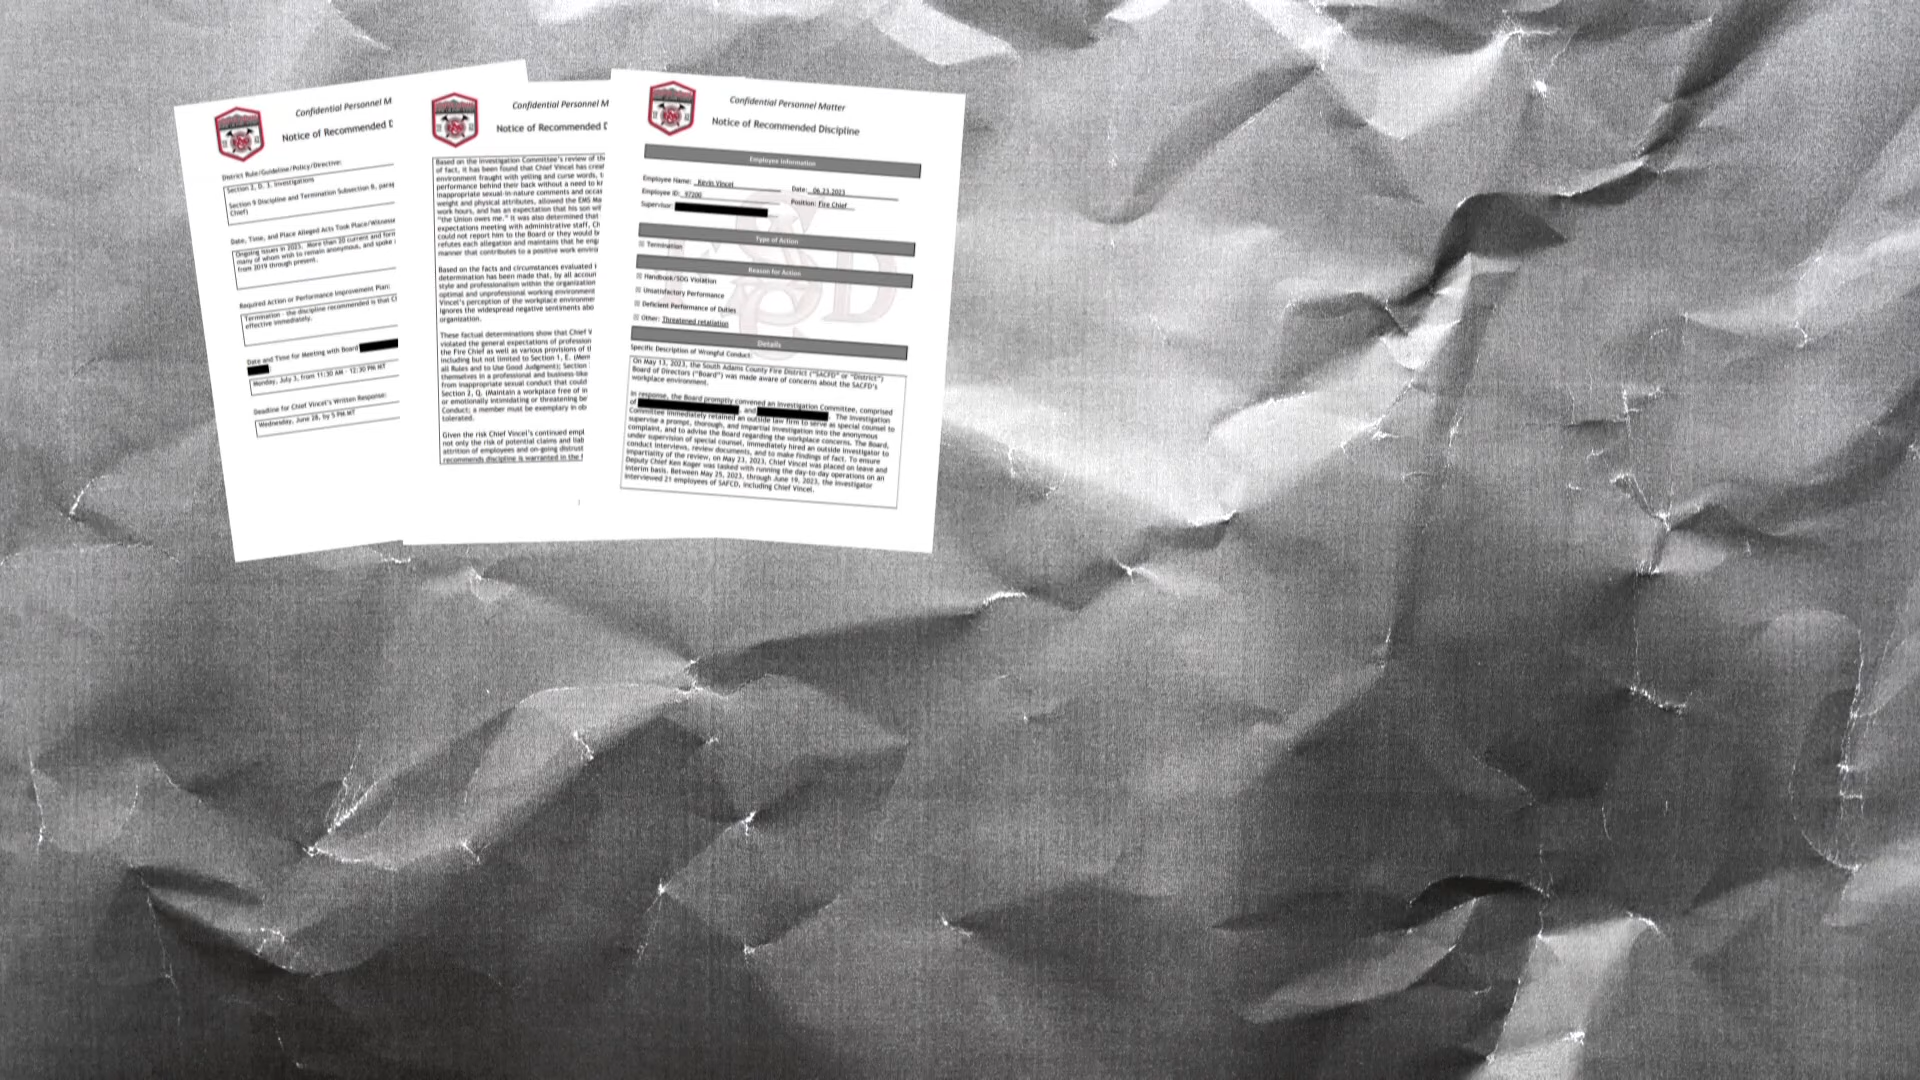 Confidential Personnel M
Notice of Recommended D
District Rule/Guideline/Policy/Directive:
Section 2, D, 3. Investigations
Section 9 Discipline and Termination Subsection B, parag
Chief)
Date, Time, and Place Alleged Acts Took Place/Witness
Ongoing issues in 2023. More than 20 current and form
many of whom wish to remain anonymous, and spoke
from 2019 through present.
Required Action or Performance Improvement Plan:
Termination - the discipline recommended is that C
effective immediately.
Date and Time for Meeting with Board
Monday, July 3, from 11:30 AM - 12:30 PM MT
Deadline for Chief Vincel's Written Response:
Wednesday, June 28, by 5 PM MT
Confidential Personnel M
Notice of Recommended D
Based on the Investigation Committee's review of th
of fact, it has been found that Chief Vincel has creat
environment fraught with yelling and curse words, t
performance behind their back without a need to k
inappropriate sexual-in-nature comments and occas
weight and physical attributes, allowed the EMS Ma
work hours, and has an expectation that his son wil
"the Union owes me." It was also determined that
expectations meeting with administrative staff, Ch
could not report him to the Board or they would b
refutes each allegation and maintains that he eng
manner that contributes to a positive work enviro
Based on the facts and circumstances evaluated
determination has been made that, by all accoun
style and professionalism within the organization
optimal and unprofessional working environment
Vincel's perception of the workplace environme
ignores the widespread negative sentiments abo
organization.
These factual determinations show that Chief V
violated the general expectations of profession
the Fire Chief as well as various provisions of t
including but not limited to Section 1, E. (Mem
all Rules and to Use Good Judgment); Section
themselves in a professional and business-like
from inappropriate sexual conduct that could
Section 2, Q. (Maintain a workplace free of in
or emotionally intimidating or threatening be
Conduct; a member must be exemplary in ob
tolerated.
Given the risk Chief Vincel's continued empl
not only the risk of potential claims and liab
attrition of employees and on-going distrust
recommends discipline is warranted in the f
Confidential Personnel Matter
Notice of Recommended Discipline
Employee Information
Employee Name: Kevin Vincel Date: 06.23.2023
Employee ID: 97200 Position: Fire Chief
Supervisor:
Type of Action
Termination
Reason for Action
Handbook/SOG Violation
Unsatisfactory Performance
Deficient Performance of Duties
Other: Threatened retaliation
Details
Specific Description of Wrongful Conduct:
On May 13, 2023, the South Adams County Fire District ("SACFD" or "District")
Board of Directors ("Board") was made aware of concerns about the SACFD's
workplace environment.
In response, the Board promptly convened an Investigation Committee, comprised
of , and . The Investigation
Committee immediately retained an outside law firm to serve as special counsel to
supervise a prompt, thorough, and impartial investigation into the anonymous
complaint, and to advise the Board regarding the workplace concerns. The Board,
under supervision of special counsel, immediately hired an outside investigator to
conduct interviews, review documents, and to make findings of fact. To ensure
impartiality of the review, on May 23, 2023, Chief Vincel was placed on leave and
Deputy Chief Ken Koger was tasked with running the day-to-day operations on an
interim basis. Between May 25, 2023, through June 19, 2023, the investigator
interviewed 21 employees of SAFCD, including Chief Vincel.